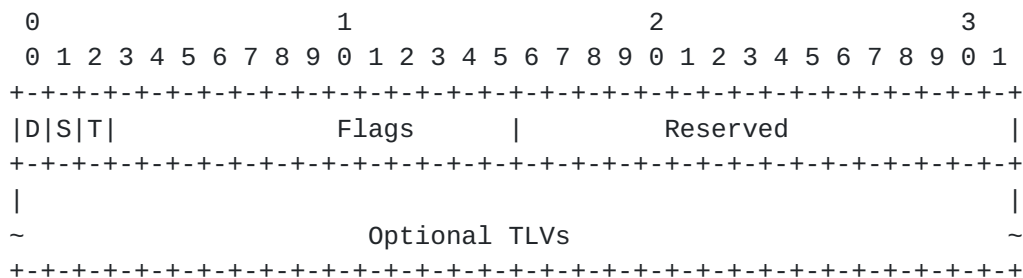 0                   1                   2                   3
 0 1 2 3 4 5 6 7 8 9 0 1 2 3 4 5 6 7 8 9 0 1 2 3 4 5 6 7 8 9 0 1
+-+-+-+-+-+-+-+-+-+-+-+-+-+-+-+-+-+-+-+-+-+-+-+-+-+-+-+-+-+-+-+-+
|D|S|T|              Flags      |         Reserved              |
+-+-+-+-+-+-+-+-+-+-+-+-+-+-+-+-+-+-+-+-+-+-+-+-+-+-+-+-+-+-+-+-+
|                                                               |
~                      Optional TLVs                            ~
+-+-+-+-+-+-+-+-+-+-+-+-+-+-+-+-+-+-+-+-+-+-+-+-+-+-+-+-+-+-+-+-+